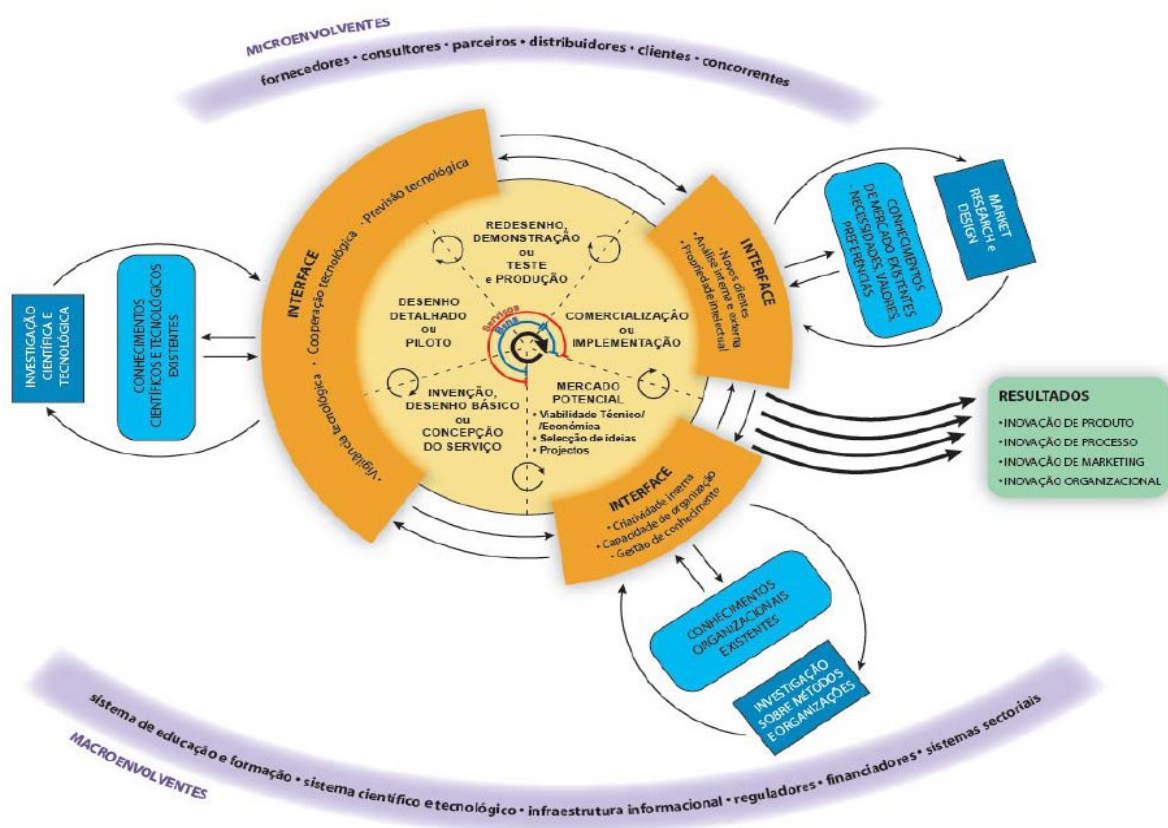 MICROENVOLVENTES
fornecedores • consultores • parceiros • distribuidores • clientes • concorrentes
INTERFACE
• Vigilância tecnológica • Cooperação tecnológica • Previsão tecnológica
INVESTIGAÇÃO
CIENTÍFICA E
TECNOLÓGICA
CONHECIMENTOS
CIENTÍFICOS E TECNOLÓGICOS
EXISTENTES
REDESENHO,
DEMONSTRAÇÃO
ou
TESTE
e PRODUÇÃO
DESENHO
DETALHADO
ou
PILOTO
Serviços
Bens
COMERCIALIZAÇÃO
ou
IMPLEMENTAÇÃO
INVENÇÃO,
DESENHO BÁSICO
ou
CONCEPÇÃO
DO SERVIÇO
MERCADO
POTENCIAL
• Viabilidade Técnico/
/Económica
• Selecção de ideias
• Projectos
INTERFACE
• Novos clientes
• Análise interna e externa
• Propriedade intelectual
CONHECIMENTOS
DE MERCADO EXISTENTES
- NECESSIDADES, VALORES,
PREFERÊNCIAS
MARKET
RESEARCH e
DESIGN
INTERFACE
• Criatividade interna
• Capacidade de organização
• Gestão de conhecimento
CONHECIMENTOS
ORGANIZACIONAIS
EXISTENTES
INVESTIGAÇÃO
SOBRE MÉTODOS
E ORGANIZAÇÕES
RESULTADOS
• INOVAÇÃO DE PRODUTO
• INOVAÇÃO DE PROCESSO
• INOVAÇÃO DE MARKETING
• INOVAÇÃO ORGANIZACIONAL
sistema de educação e formação • sistema científico e tecnológico • infraestrutura informacional • reguladores • financiadores • sistemas sectoriais
MACROENVOLVENTES